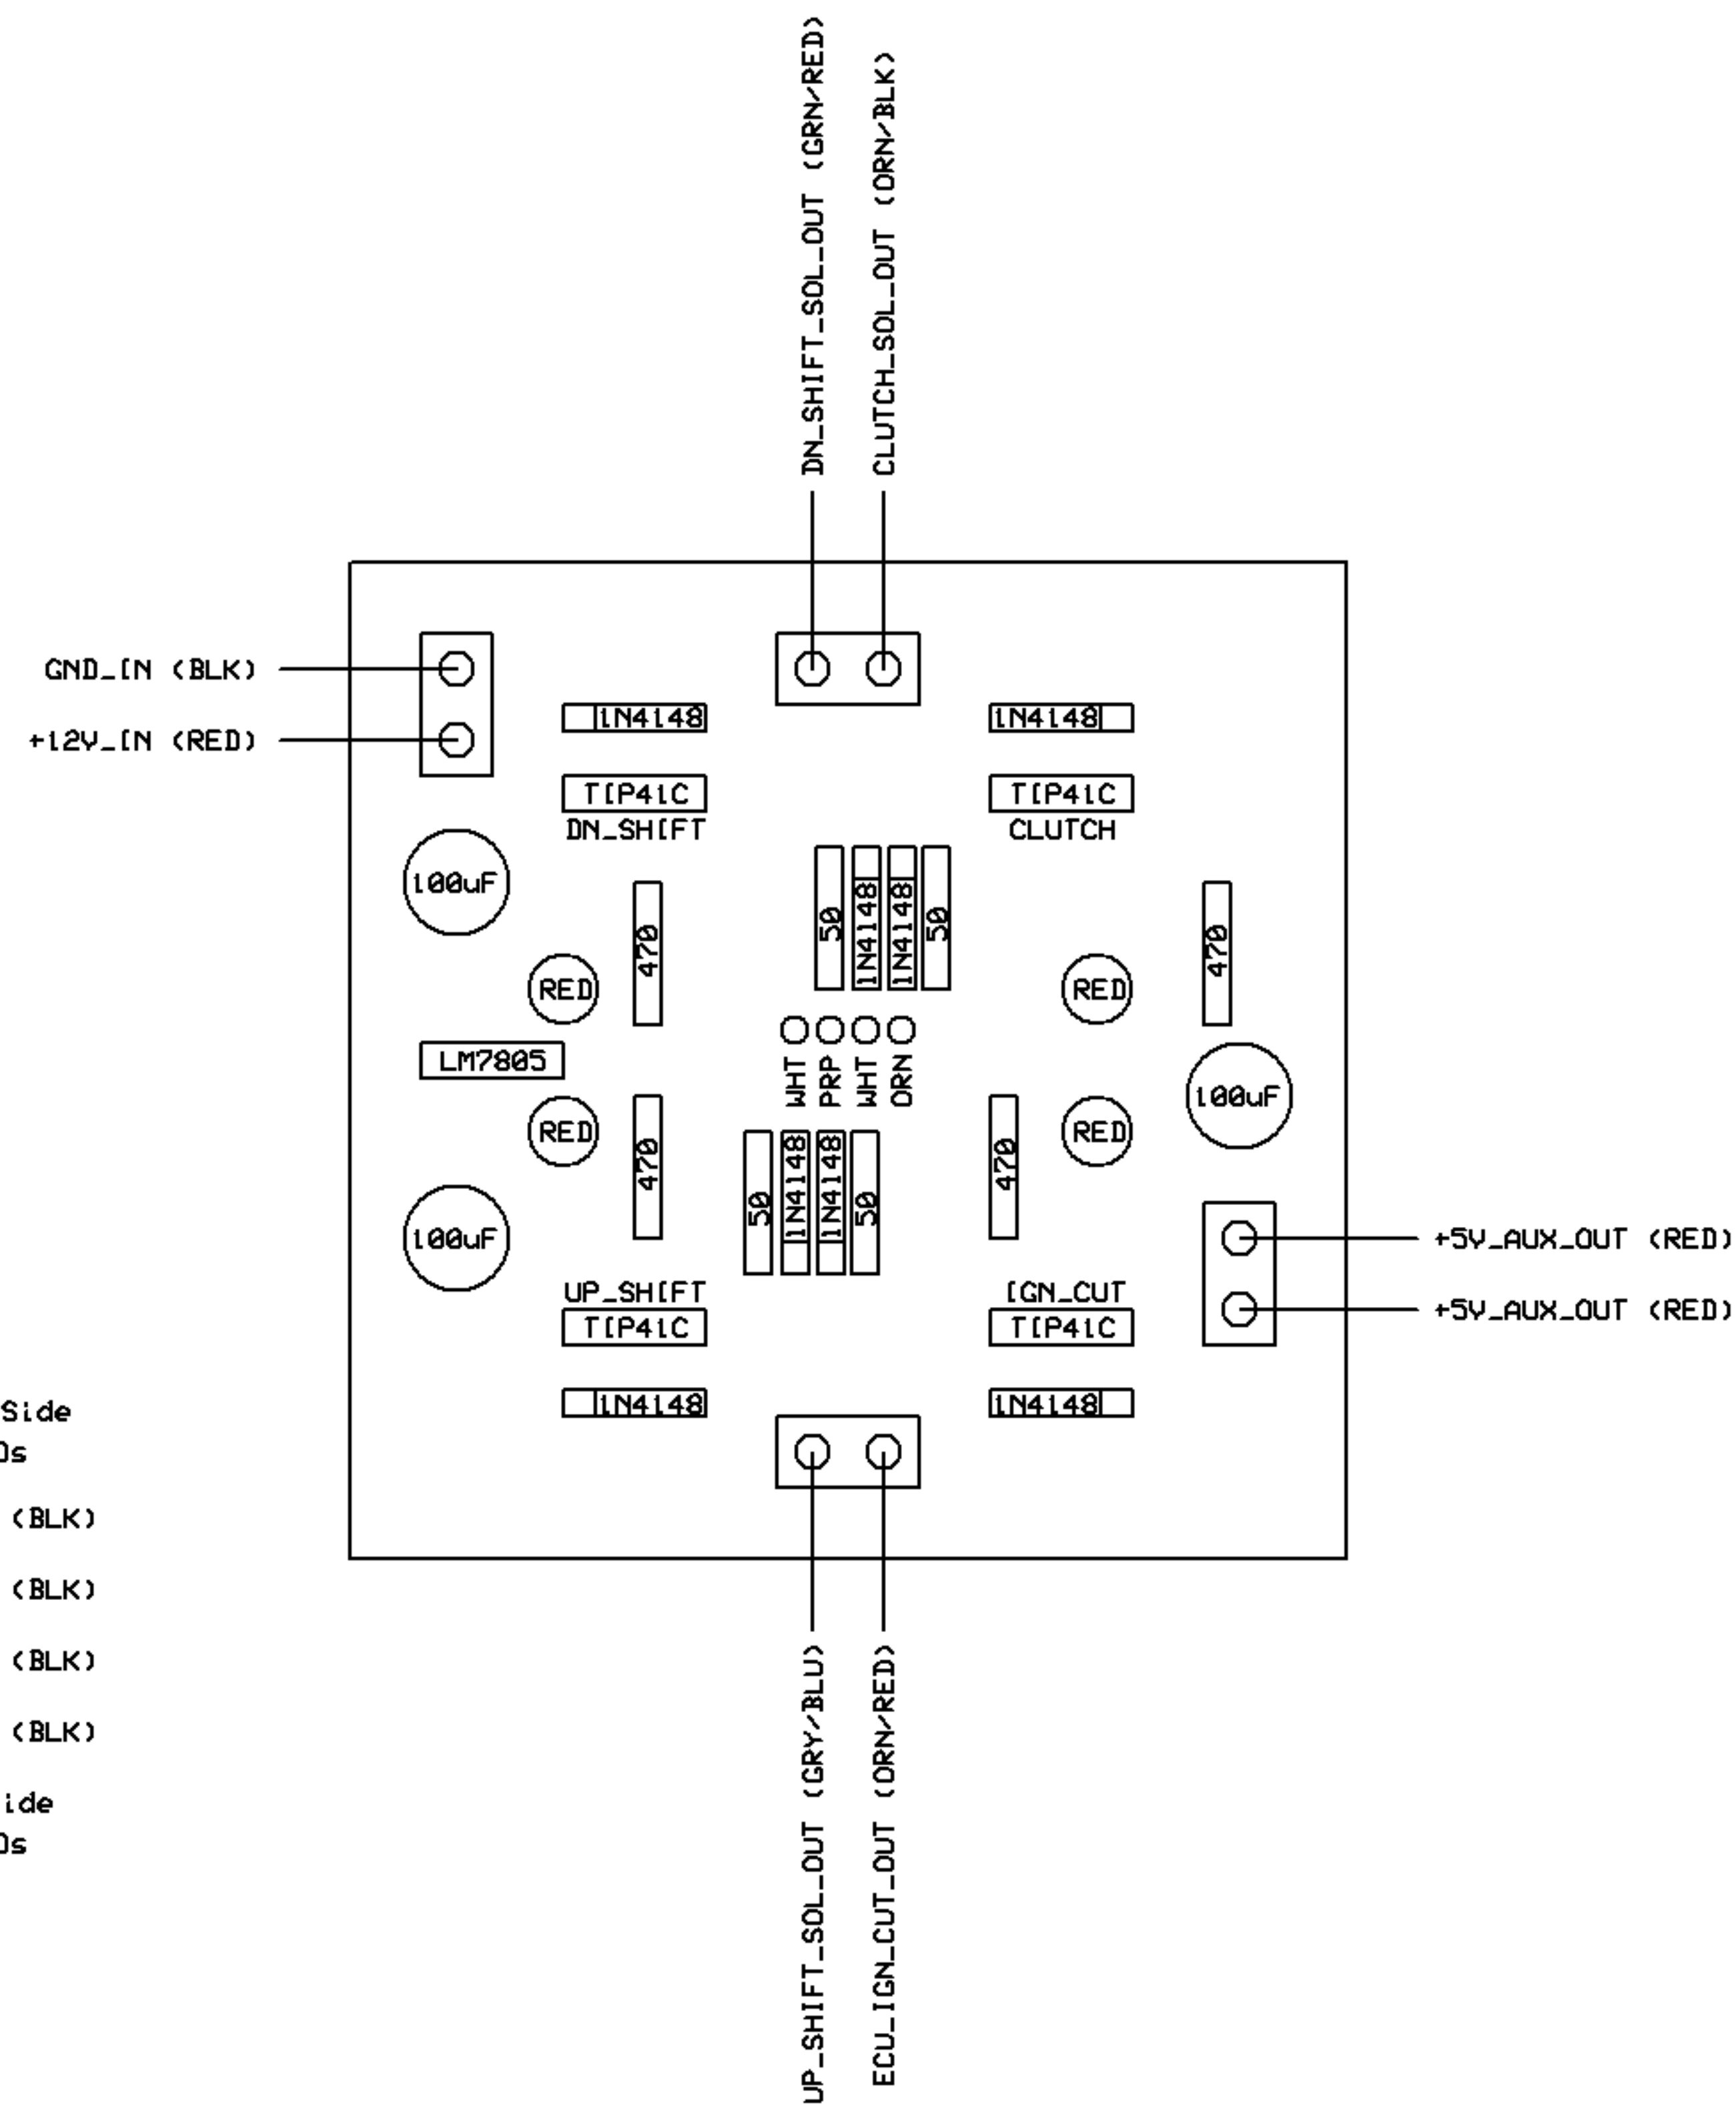 DN_SHIFT_SOL_OUT (GRN/RED)
CLUTCH_SOL_OUT (ORN/BLK)
GND_IN (BLK)
+12V_IN (RED)
1N4148
1N4148
TIP41C
TIP41C
DN_SHIFT
CLUTCH
100uF
470
50
1N4148
1N4148
50
470
RED
RED
LM7805
WHT
PRP
WHT
ORN
100uF
RED
RED
470
470
50
1N4148
1N4148
50
100uF
+5V_AUX_OUT (RED)
+5V_AUX_OUT (RED)
UP_SHIFT
IGN_CUT
TIP41C
TIP41C
1N4148
1N4148
Side
Ds
(BLK)
(BLK)
(BLK)
(BLK)
ide
Ds
UP_SHIFT_SOL_OUT (GRY/BLU)
ECU_IGN_CUT_OUT (ORN/RED)